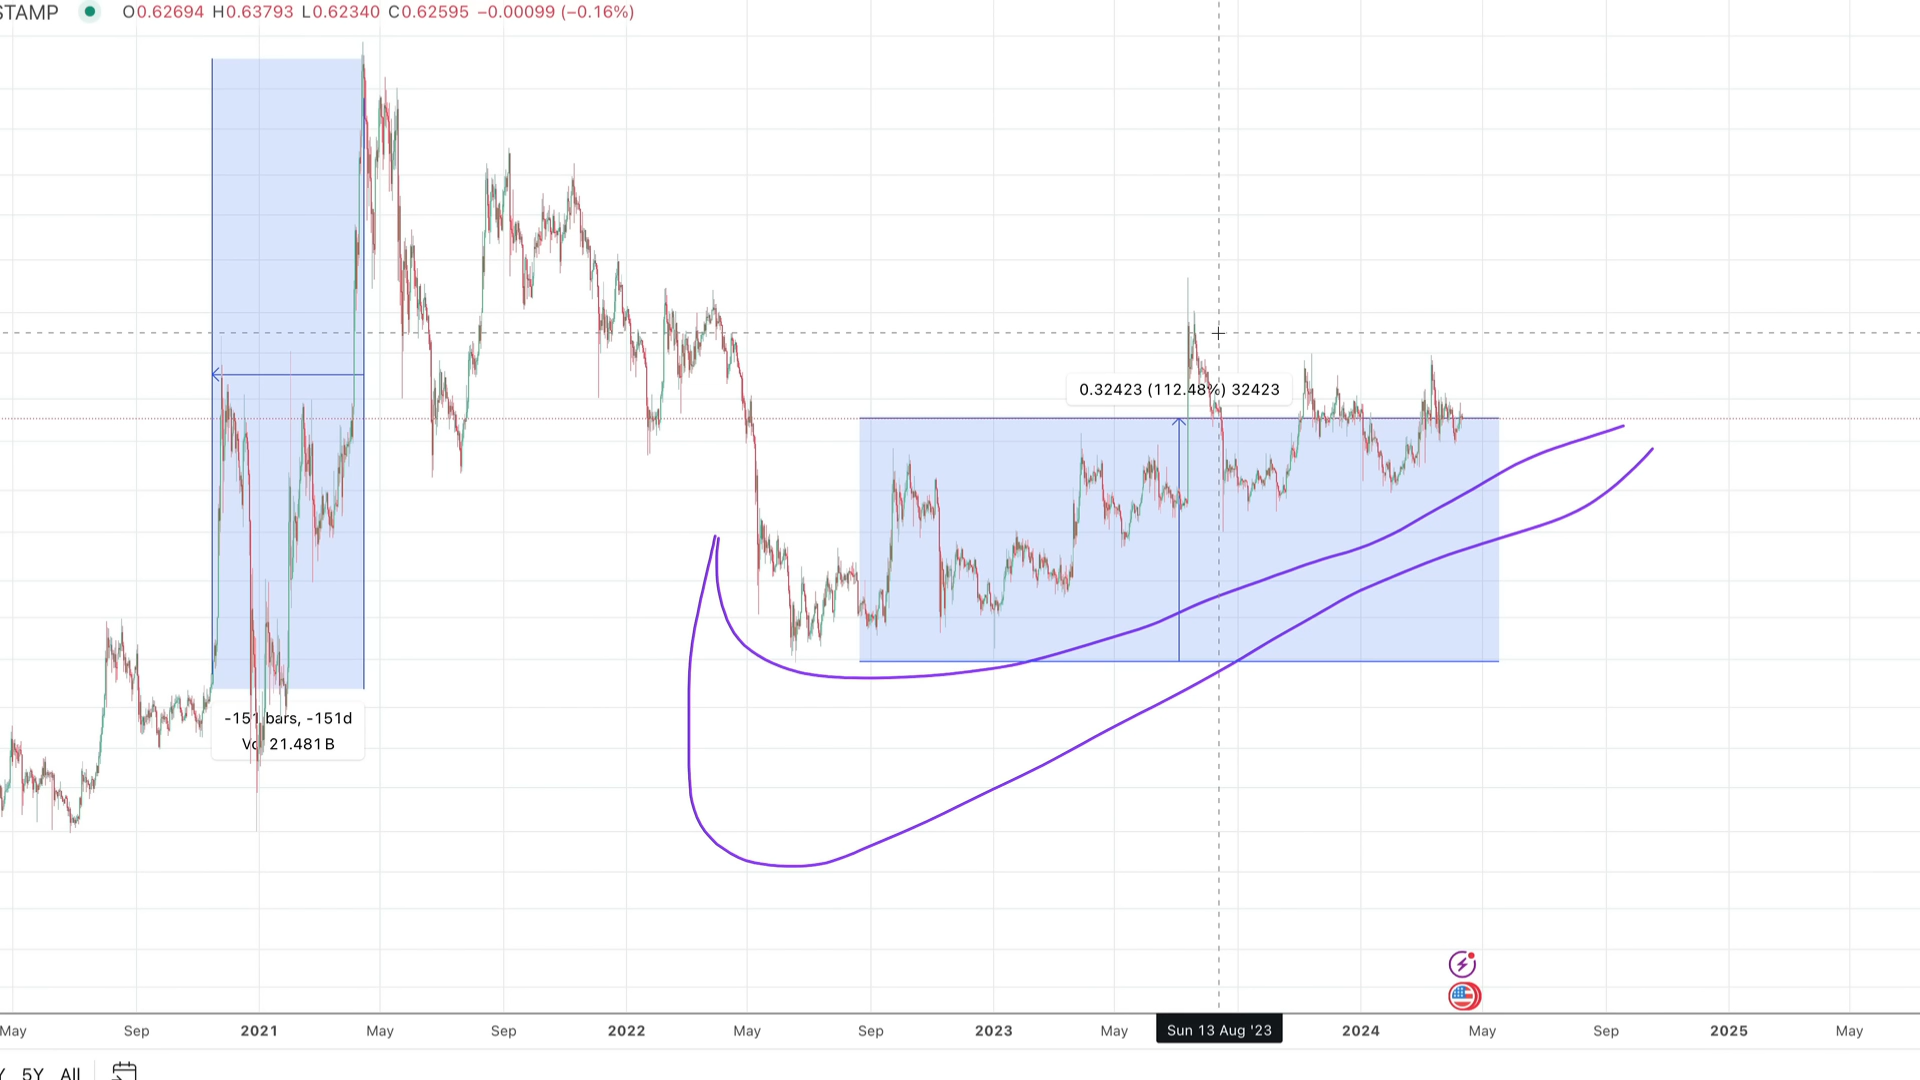 STAMP O0.62694 H0.63793 L0.62340 C0.62595 −0.00099 (−0.16%)
0.32423 (112.48%) 32423
-151 bars, -151d
Vol 21.481B
May Sep 2021 May Sep 2022 May Sep 2023 May Sun 13 Aug '23 2024 May Sep 2025 May
Y 5Y All